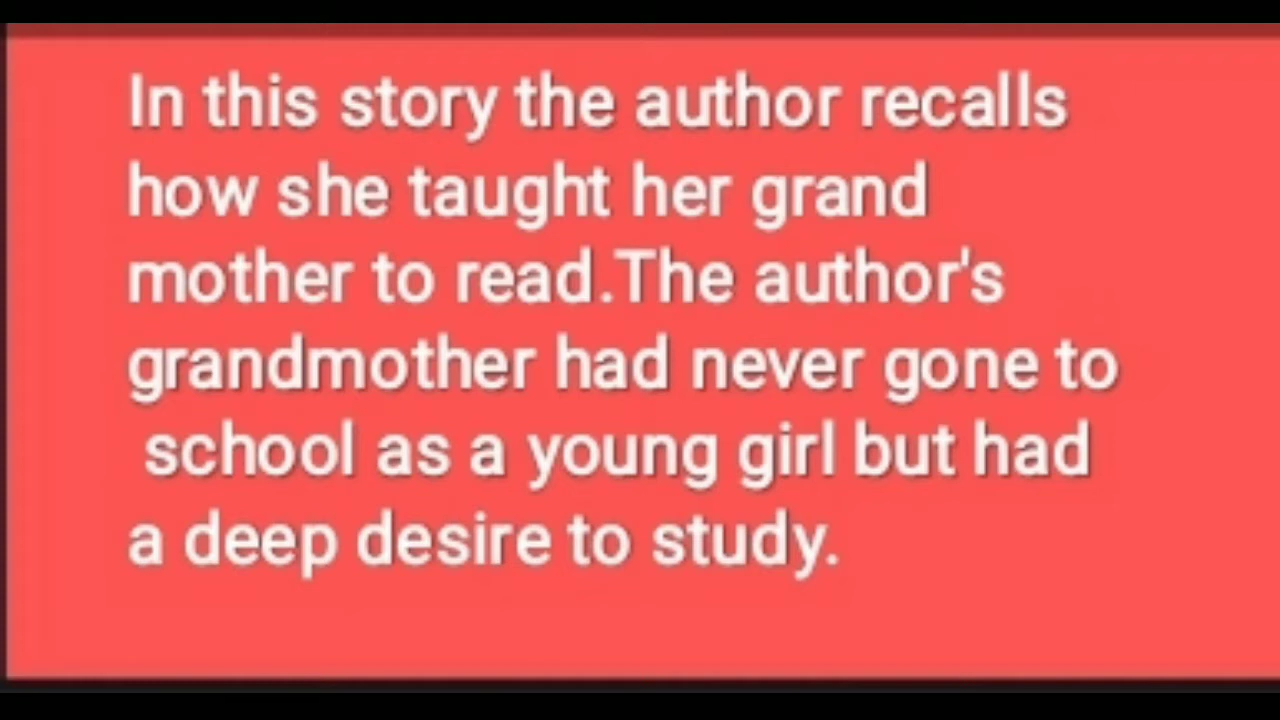 In this story the author recalls
how she taught her grand
mother to read.The author's
grandmother had never gone to
school as a young girl but had
a deep desire to study.